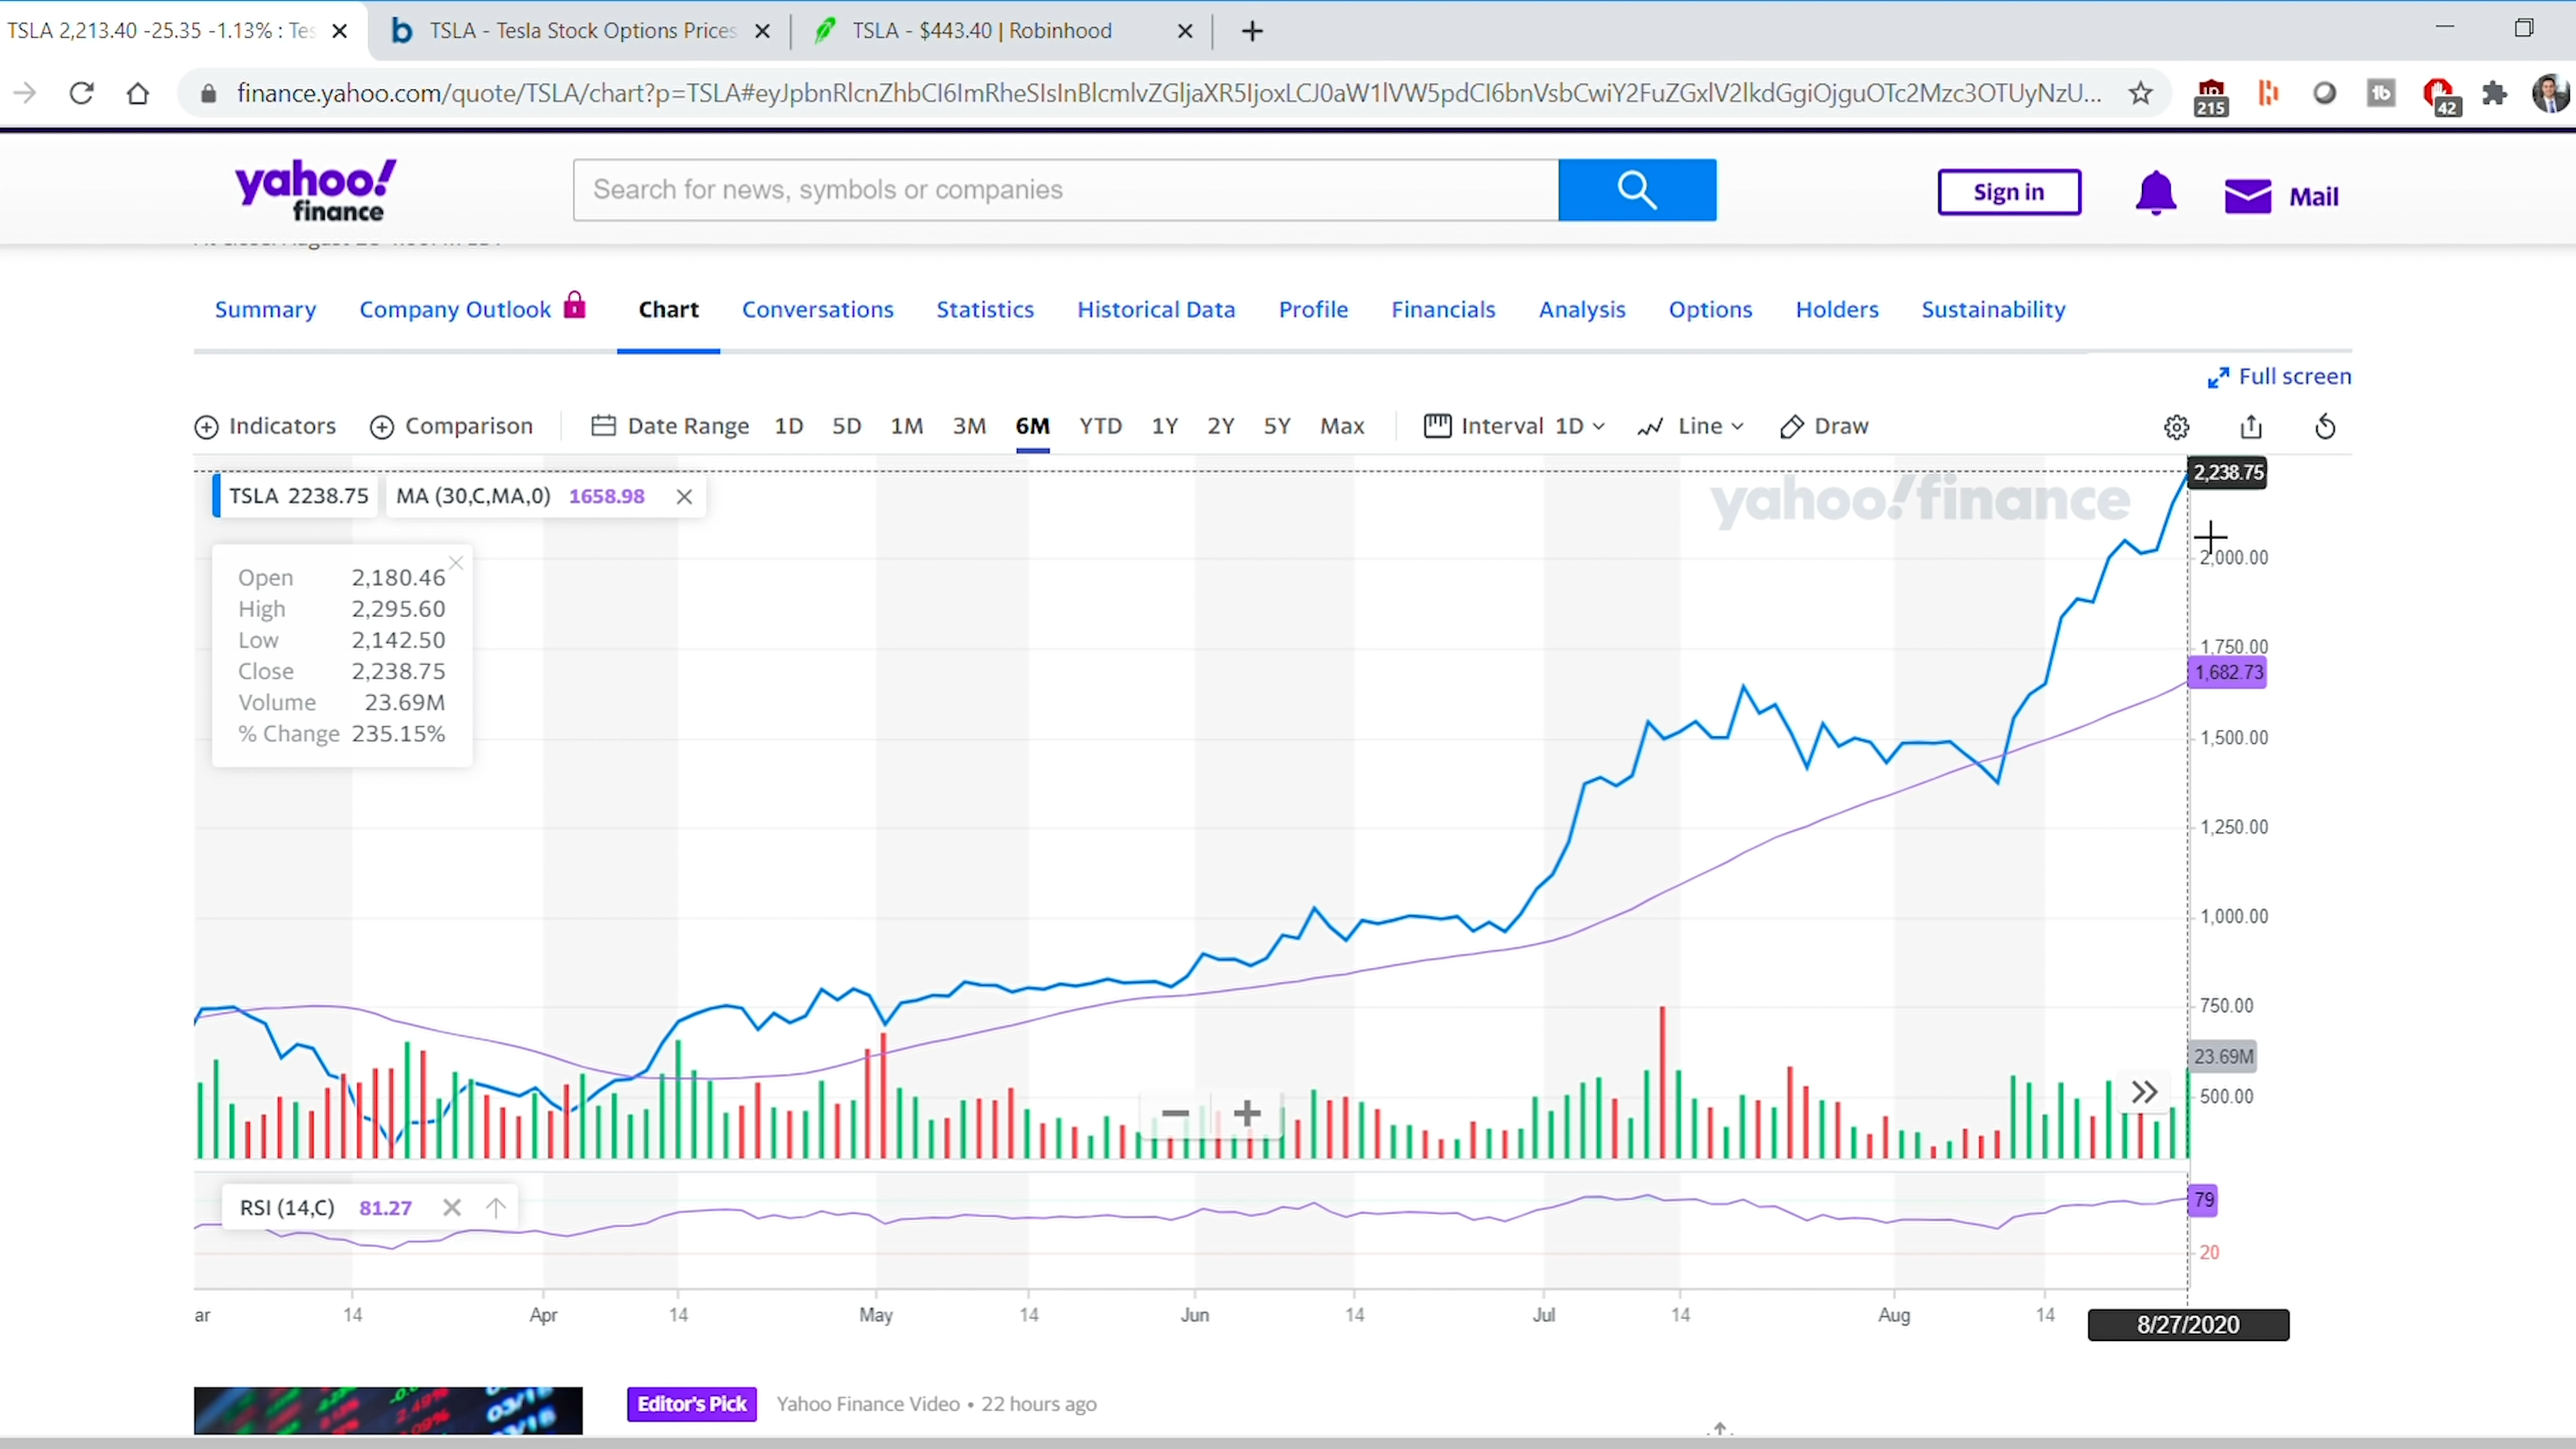 TSLA 2,213.40 -25.35 -1.13% : Tes
TSLA - Tesla Stock Options Prices
TSLA - $443.40 | Robinhood
finance.yahoo.com/quote/TSLA/chart?p=TSLA#eyJpbnRlcnZhbCI6ImRheSIsInBlcmlvZGljaXR5IjoxLCJ0aW1lVW5pdCI6bnVsbCwiY2FuZGxlV2lkdGgiOjguOTc2Mzc3OTUyNzU...
215
42
yahoo!
finance
Search for news, symbols or companies
Sign in
Mail
Summary Company Outlook Chart Conversations Statistics Historical Data Profile Financials Analysis Options Holders Sustainability
Full screen
Indicators Comparison Date Range 1D 5D 1M 3M 6M YTD 1Y 2Y 5Y Max Interval 1D Line Draw
2,238.75
TSLA 2238.75 MA (30,C,MA,0) 1658.98
yahoo!finance
Open 2,180.46
High 2,295.60
Low 2,142.50
Close 2,238.75
Volume 23.69M
% Change 235.15%
2,000.00
1,750.00
1,682.73
1,500.00
1,250.00
1,000.00
750.00
23.69M
500.00
RSI (14,C) 81.27
79
20
ar 14 Apr 14 May 14 Jun 14 Jul 14 Aug 14
8/27/2020
Editor's Pick Yahoo Finance Video • 22 hours ago